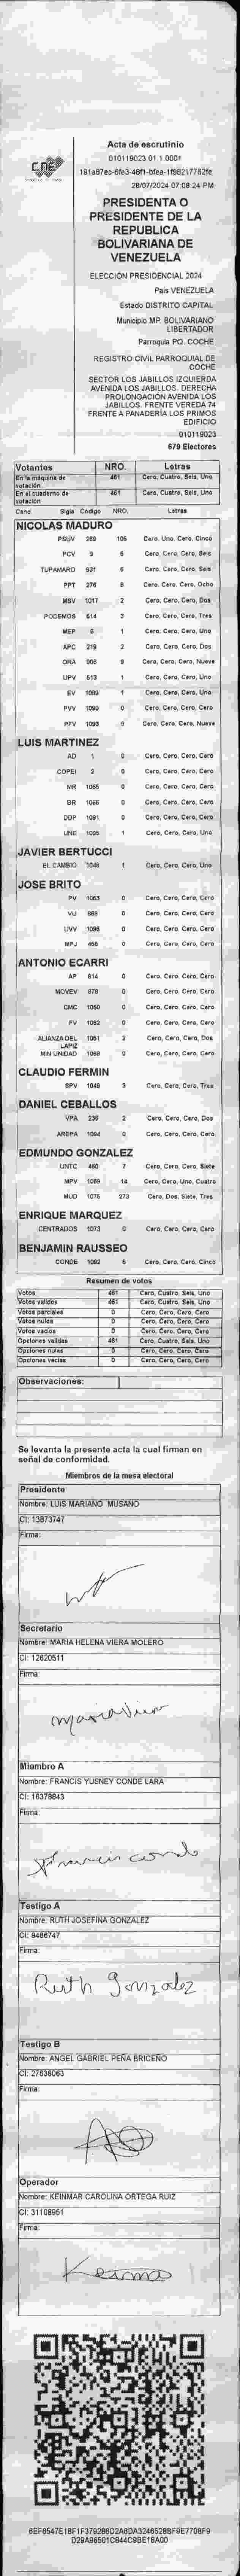 CNE
Acta de escrutinio
010119023 01 1.0001
191a87ec-6fe3-48f1-bfea-1f98217762fe
28/07/2024 07:08:24 PM
PRESIDENTA O
PRESIDENTE DE LA
REPUBLICA
BOLIVARIANA DE
VENEZUELA
ELECCIÓN PRESIDENCIAL 2024
País VENEZUELA
Estado DISTRITO CAPITAL
Municipio MP. BOLIVARIANO
LIBERTADOR
Parroquia PQ. COCHE
REGISTRO CIVIL PARROQUIAL DE
COCHE
SECTOR LOS JABILLOS. IZQUIERDA
AVENIDA LOS JABILLOS. DERECHA
PROLONGACIÓN AVENIDA LOS
JABILLOS. FRENTE VEREDA 74
FRENTE A PANADERÍA LOS PRIMOS
EDIFICIO
010119023
679 Electores
Votantes NRO. Letras
En la máquina de votación 461 Cero, Cuatro, Seis, Uno
En el cuaderno de votación 461 Cero, Cuatro, Seis, Uno
Cand Sigla Código NRO. Letras
NICOLAS MADURO
PSUV 269 105 Cero, Uno, Cero, Cinco
PCV 9 6 Cero, Cero, Cero, Seis
TUPAMARO 931 6 Cero, Cero, Cero, Seis
PPT 276 8 Cero, Cero, Cero, Ocho
MSV 1017 2 Cero, Cero, Cero, Dos
PODEMOS 514 3 Cero, Cero, Cero, Tres
MEP 6 1 Cero, Cero, Cero, Uno
APC 219 2 Cero, Cero, Cero, Dos
ORA 906 9 Cero, Cero, Cero, Nueve
UPV 513 1 Cero, Cero, Cero, Uno
EV 1089 1 Cero, Cero, Cero, Uno
PVV 1090 0 Cero, Cero, Cero, Cero
PFV 1093 9 Cero, Cero, Cero, Nueve
LUIS MARTINEZ
AD 1 0 Cero, Cero, Cero, Cero
COPEI 2 0 Cero, Cero, Cero, Cero
MR 1065 0 Cero, Cero, Cero, Cero
BR 1066 0 Cero, Cero, Cero, Cero
DDP 1091 0 Cero, Cero, Cero, Cero
UNE 1095 1 Cero, Cero, Cero, Uno
JAVIER BERTUCCI
EL CAMBIO 1048 1 Cero, Cero, Cero, Uno
JOSE BRITO
PV 1053 0 Cero, Cero, Cero, Cero
VU 868 0 Cero, Cero, Cero, Cero
UVV 1096 0 Cero, Cero, Cero, Cero
MPJ 458 0 Cero, Cero, Cero, Cero
ANTONIO ECARRI
AP 914 0 Cero, Cero, Cero, Cero
MOVEV 878 0 Cero, Cero, Cero, Cero
CMC 1050 0 Cero, Cero, Cero, Cero
FV 1052 0 Cero, Cero, Cero, Cero
ALIANZA DEL LAPIZ 1051 2 Cero, Cero, Cero, Dos
MIN UNIDAD 1068 0 Cero, Cero, Cero, Cero
CLAUDIO FERMIN
SPV 1049 3 Cero, Cero, Cero, Tres
DANIEL CEBALLOS
VPA 239 2 Cero, Cero, Cero, Dos
AREPA 1094 0 Cero, Cero, Cero, Cero
EDMUNDO GONZALEZ
UNTC 460 7 Cero, Cero, Cero, Siete
MPV 1069 14 Cero, Cero, Uno, Cuatro
MUD 1075 273 Cero, Dos, Siete, Tres
ENRIQUE MARQUEZ
CENTRADOS 1073 0 Cero, Cero, Cero, Cero
BENJAMIN RAUSSEO
CONDE 1092 5 Cero, Cero, Cero, Cinco
Resumen de votos
Votos 461 Cero, Cuatro, Seis, Uno
Votos validos 461 Cero, Cuatro, Seis, Uno
Votos parciales 0 Cero, Cero, Cero, Cero
Votos nulos 0 Cero, Cero, Cero, Cero
Votos vacíos 0 Cero, Cero, Cero, Cero
Opciones validas 461 Cero, Cuatro, Seis, Uno
Opciones nulas 0 Cero, Cero, Cero, Cero
Opciones vacias 0 Cero, Cero, Cero, Cero
Observaciones:
Se levanta la presente acta la cual firman en
señal de conformidad.
Miembros de la mesa electoral
Presidente
Nombre: LUIS MARIANO MUSANO
CI: 13873747
Firma:
Secretario
Nombre: MARIA HELENA VIERA MOLERO
CI: 12620511
Firma:
María Viera
Miembro A
Nombre: FRANCIS YUSNEY CONDE LARA
CI: 16378843
Firma:
Francis conde
Testigo A
Nombre: RUTH JOSEFINA GONZALEZ
CI: 9486747
Firma:
Ruth Gonzalez
Testigo B
Nombre: ANGEL GABRIEL PEÑA BRICEÑO
CI: 27638063
Firma:
Operador
Nombre: KEINMAR CAROLINA ORTEGA RUIZ
CI: 31108951
Firma:
6EF6547E18F1F379286D2A6DA3246528BF9E7708F9
D29A96501C844C9BE18A00